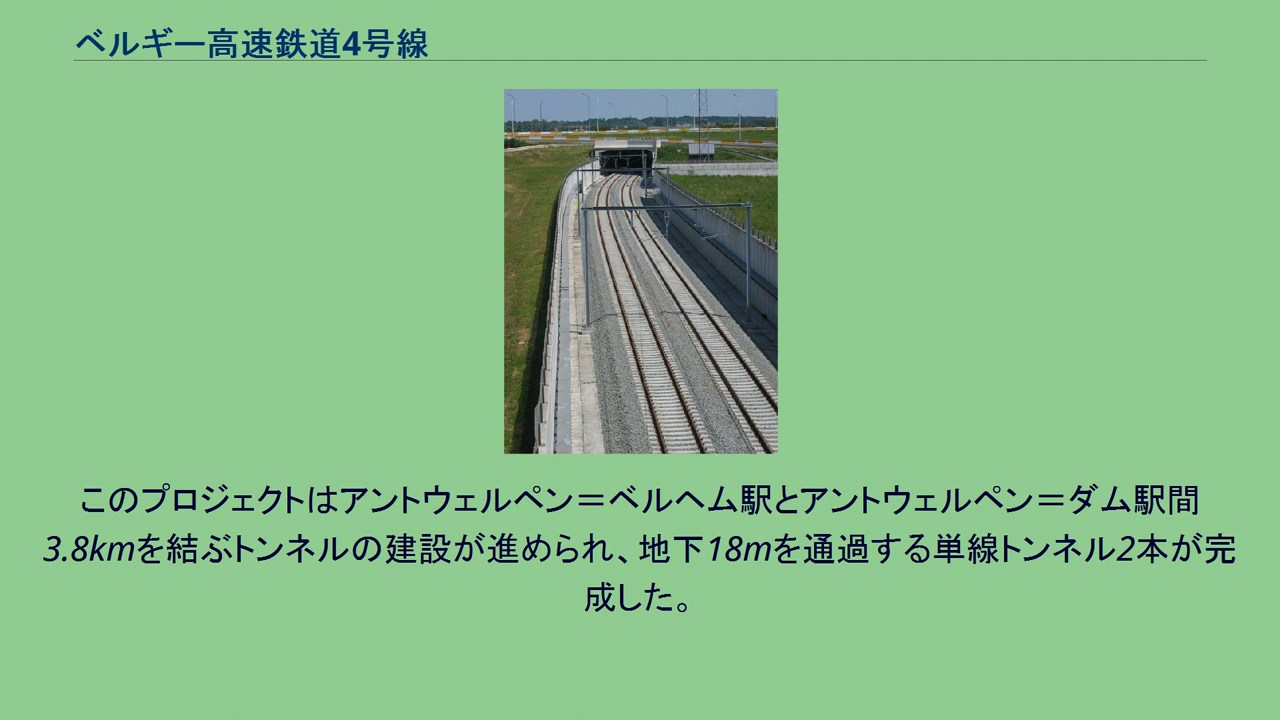 ベルギー高速鉄道4号線
このプロジェクトはアントウェルペン＝ベルヘム駅とアントウェルペン＝ダム駅間
3.8kmを結ぶトンネルの建設が進められ、地下18mを通過する単線トンネル2本が完
成した。